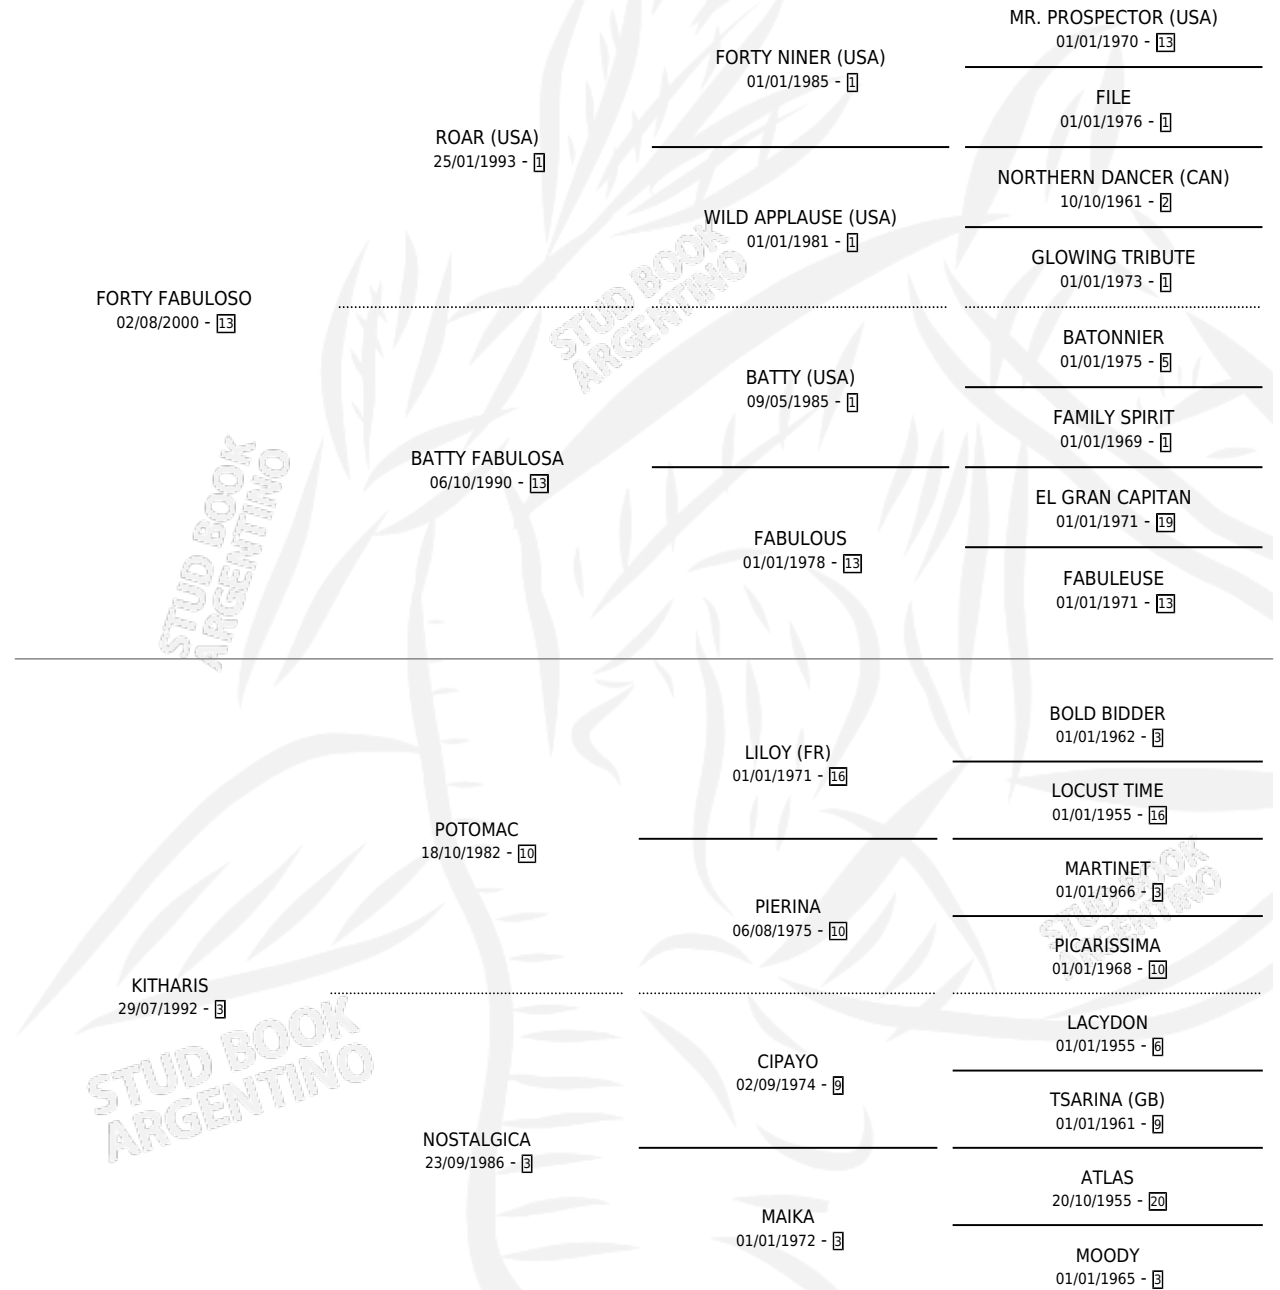 MR. PROSPECTOR (USA)
01/01/1970 - 13
FORTY NINER (USA)
01/01/1985 - 1
FILE
01/01/1976 - 1
ROAR (USA)
25/01/1993 - 1
NORTHERN DANCER (CAN)
10/10/1961 - 2
WILD APPLAUSE (USA)
01/01/1981 - 1
GLOWING TRIBUTE
01/01/1973 - 1
FORTY FABULOSO
02/08/2000 - 13
BATONNIER
01/01/1975 - 5
BATTY (USA)
09/05/1985 - 1
FAMILY SPIRIT
01/01/1969 - 1
BATTY FABULOSA
06/10/1990 - 13
EL GRAN CAPITAN
01/01/1971 - 19
FABULOUS
01/01/1978 - 13
FABULEUSE
01/01/1971 - 13
BOLD BIDDER
01/01/1962 - 3
LILOY (FR)
01/01/1971 - 16
LOCUST TIME
01/01/1955 - 16
POTOMAC
18/10/1982 - 10
MARTINET
01/01/1966 - 3
PIERINA
06/08/1975 - 10
PICARISSIMA
01/01/1968 - 10
KITHARIS
29/07/1992 - 3
LACYDON
01/01/1955 - 6
CIPAYO
02/09/1974 - 9
TSARINA (GB)
01/01/1961 - 9
NOSTALGICA
23/09/1986 - 3
ATLAS
20/10/1955 - 20
MAIKA
01/01/1972 - 3
MOODY
01/01/1965 - 3
STUD BOOK
ARGENTINO
STUD BOOK
ARGENTINO
STUD BOOK
ARGENTINO
STUD BOOK
ARGENTINO